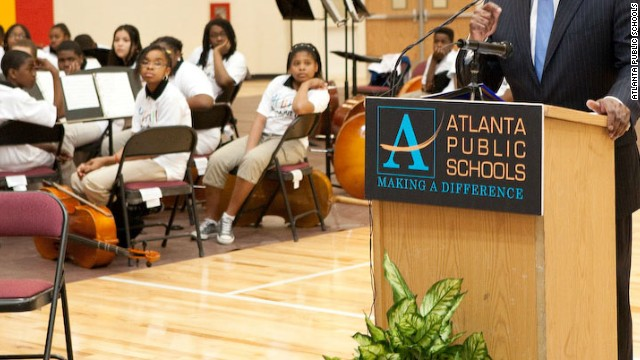 ATLANTA
PUBLIC
SCHOOLS
MAKING A DIFFERENCE
ATLANTA PUBLIC SCHOOLS